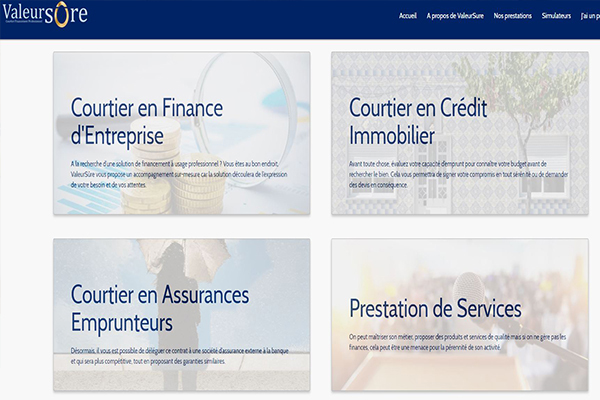 ValeurSûre
Accueil A propos de ValeurSure Nos prestations Simulateurs J'ai un p
Courtier en Finance
d'Entreprise
A la recherche d'une solution de financement à usage professionnel ? Vous êtes au bon endroit,
ValeurSûre vous propose un accompagnement sur-mesure car la solution découlera de l'expression
de votre besoin et de vos attentes.
Courtier en Crédit
Immobilier
Avant toute chose, évaluez votre capacité d'emprunt pour connaître votre budget avant de
rechercher le bien. Cela vous permettra de signer votre compromis en tout sérénité ou de demander
des devis en conséquence.
Courtier en Assurances
Emprunteurs
Désormais, il vous est possible de déléguer ce contrat à une société d'assurance externe à la banque
et qui sera plus compétitive, tout en proposant des garanties similaires.
Prestation de Services
On peut maîtriser son métier, proposer des produits et services de qualité mais si on ne gère pas les
finances, cela peut être une menace pour la pérennité de son activité.